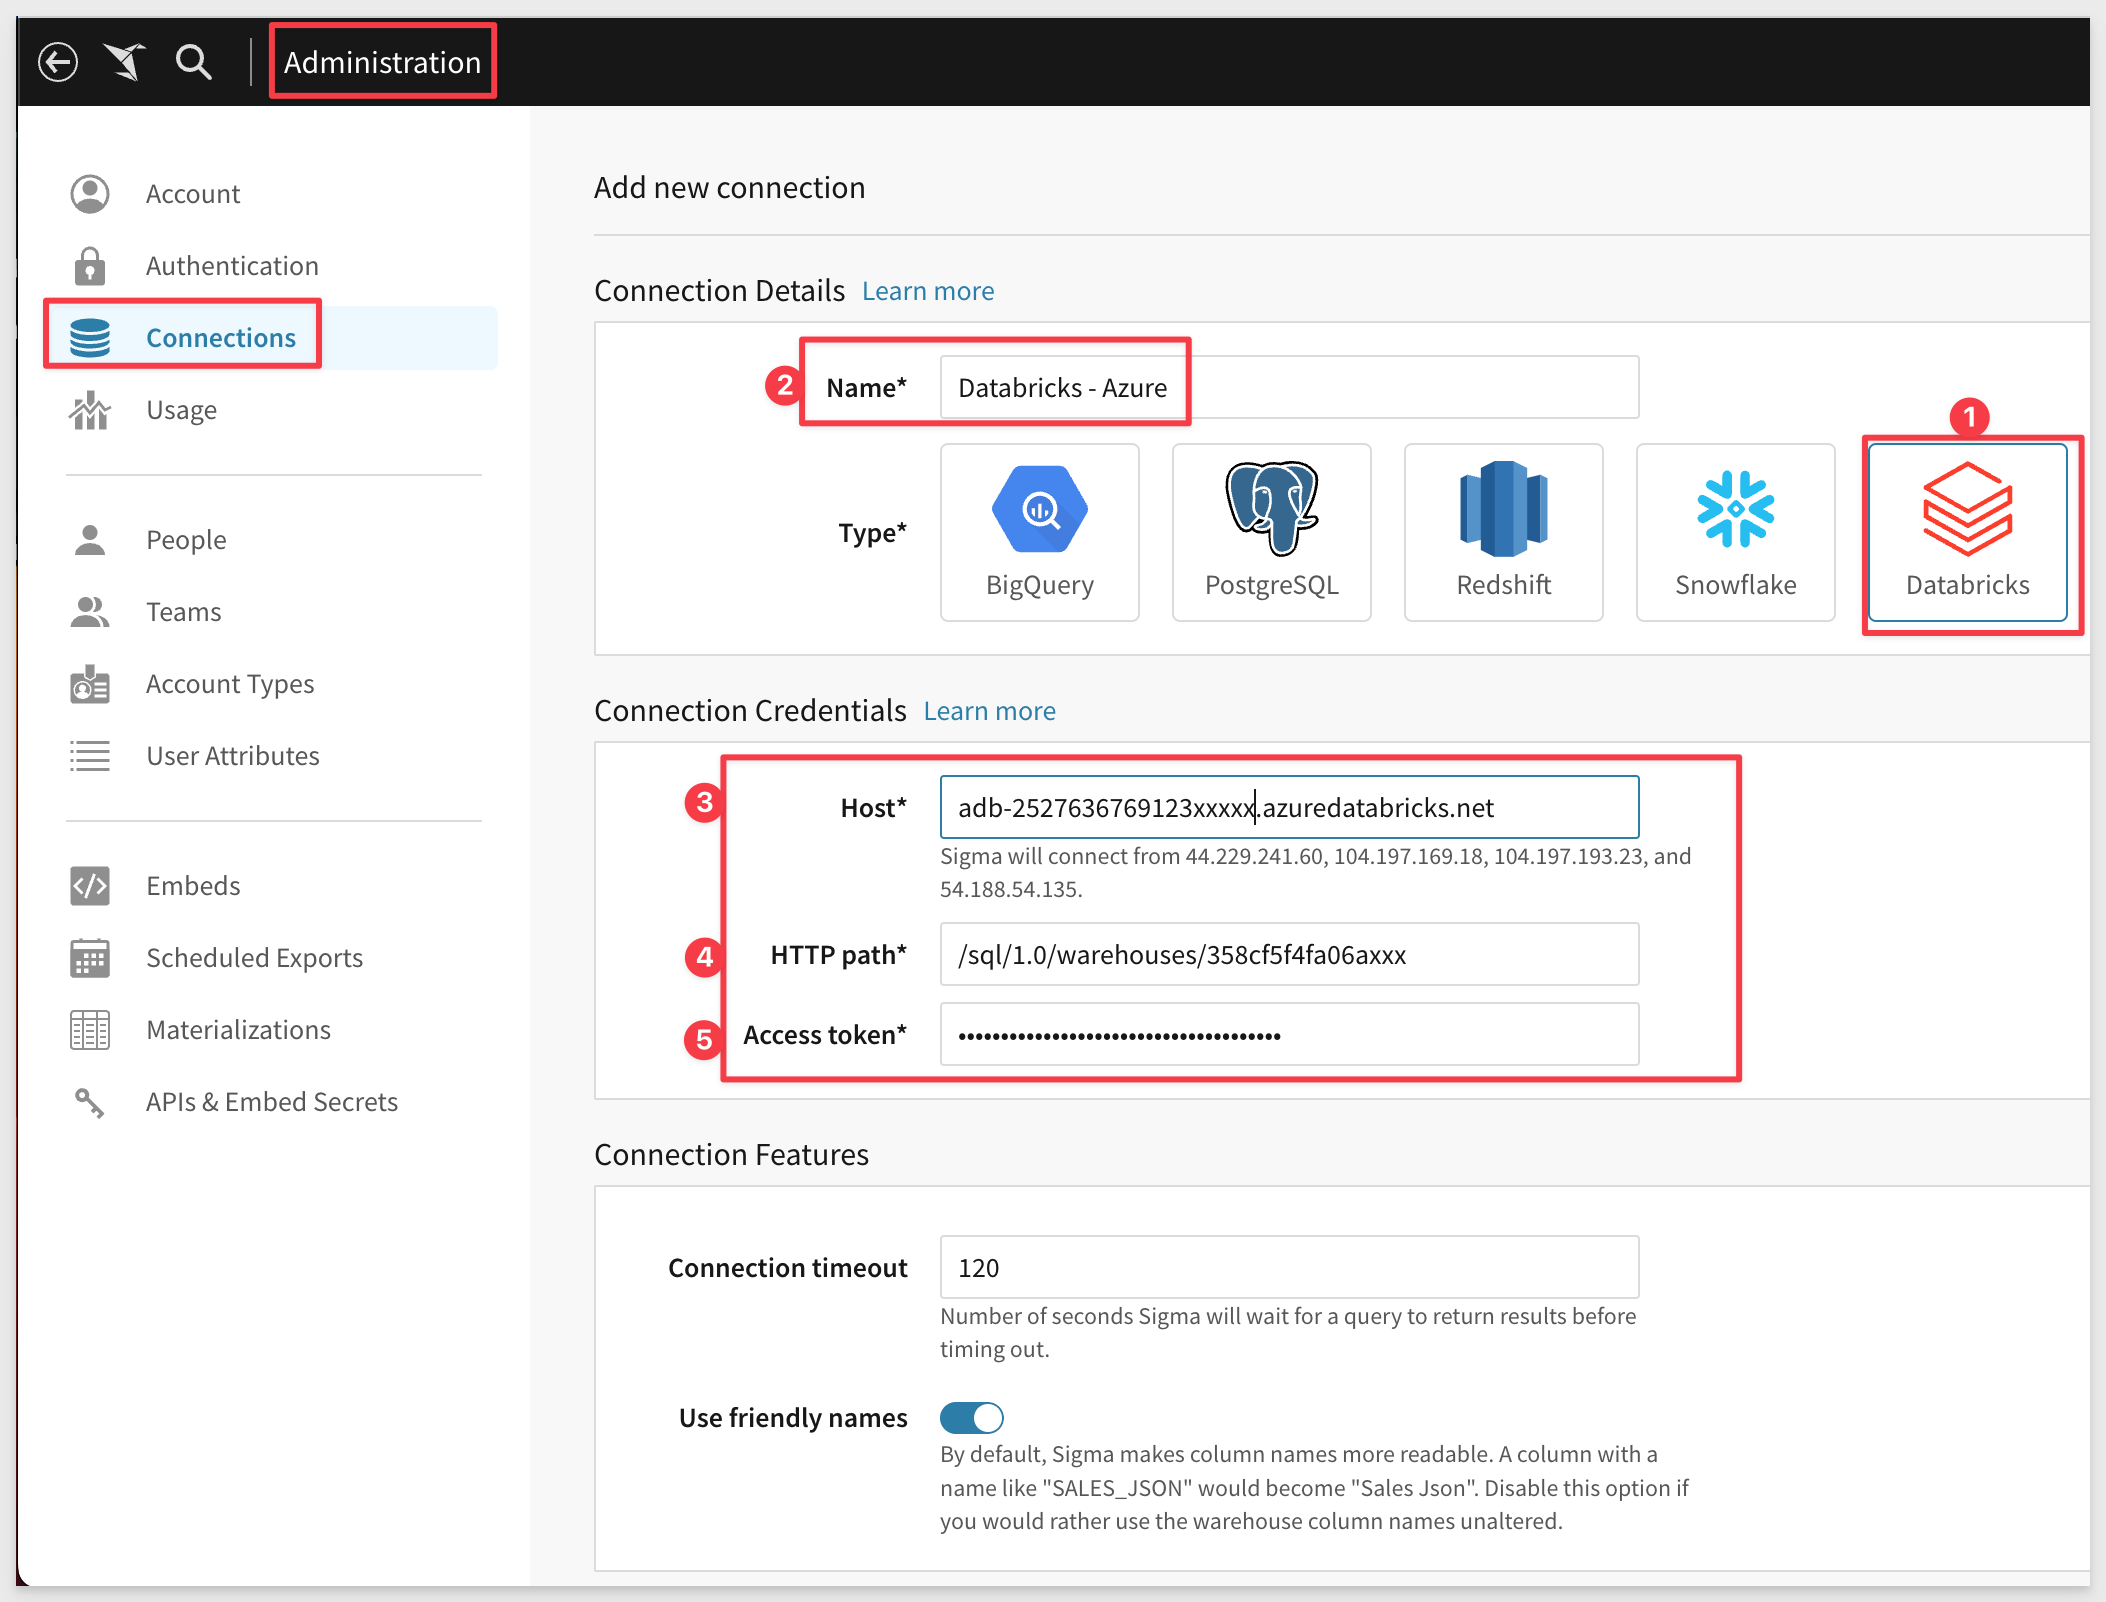 Administration
Account
Authentication
Connections
Usage
People
Teams
Account Types
User Attributes
Embeds
Scheduled Exports
Materializations
APIs & Embed Secrets
Add new connection
Connection Details Learn more
2 Name* Databricks - Azure
1
Type*
BigQuery PostgreSQL Redshift Snowflake Databricks
Connection Credentials Learn more
3 Host* adb-2527636769123xxxxx.azuredatabricks.net
Sigma will connect from 44.229.241.60, 104.197.169.18, 104.197.193.23, and
54.188.54.135.
4 HTTP path* /sql/1.0/warehouses/358cf5f4fa06axxx
5 Access token* ••••••••••••••••••••••••••••••••••••••
Connection Features
Connection timeout 120
Number of seconds Sigma will wait for a query to return results before
timing out.
Use friendly names
By default, Sigma makes column names more readable. A column with a
name like "SALES_JSON" would become "Sales Json". Disable this option if
you would rather use the warehouse column names unaltered.